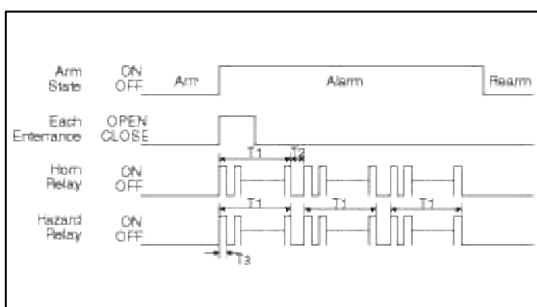 Arm State ON OFF Arm Alarm Rearm
Each Enterrance OPEN CLOSE
T1 T2
Horn Relay ON OFF
T1 T1 T1
Hazard Relay ON OFF
T3